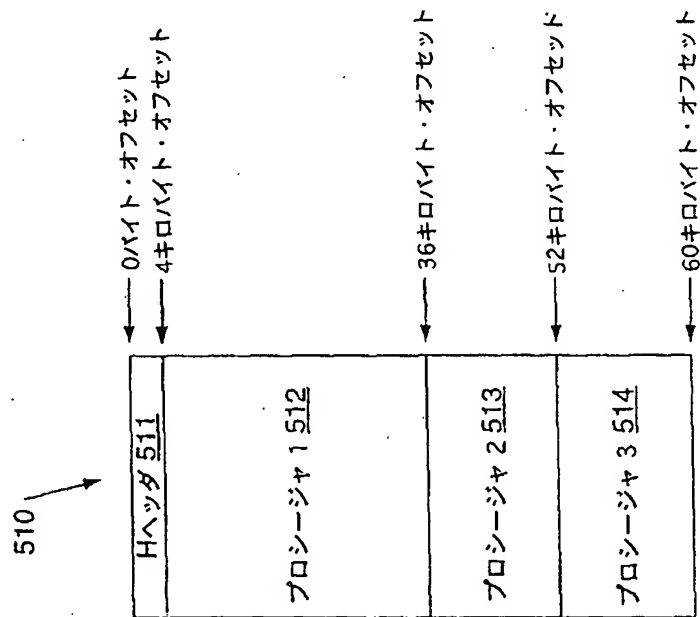 510
0バイト・オフセット
Hヘッダ 511
4キロバイト・オフセット
プロシージャ 1 512
36キロバイト・オフセット
プロシージャ 2 513
52キロバイト・オフセット
プロシージャ 3 514
60キロバイト・オフセット